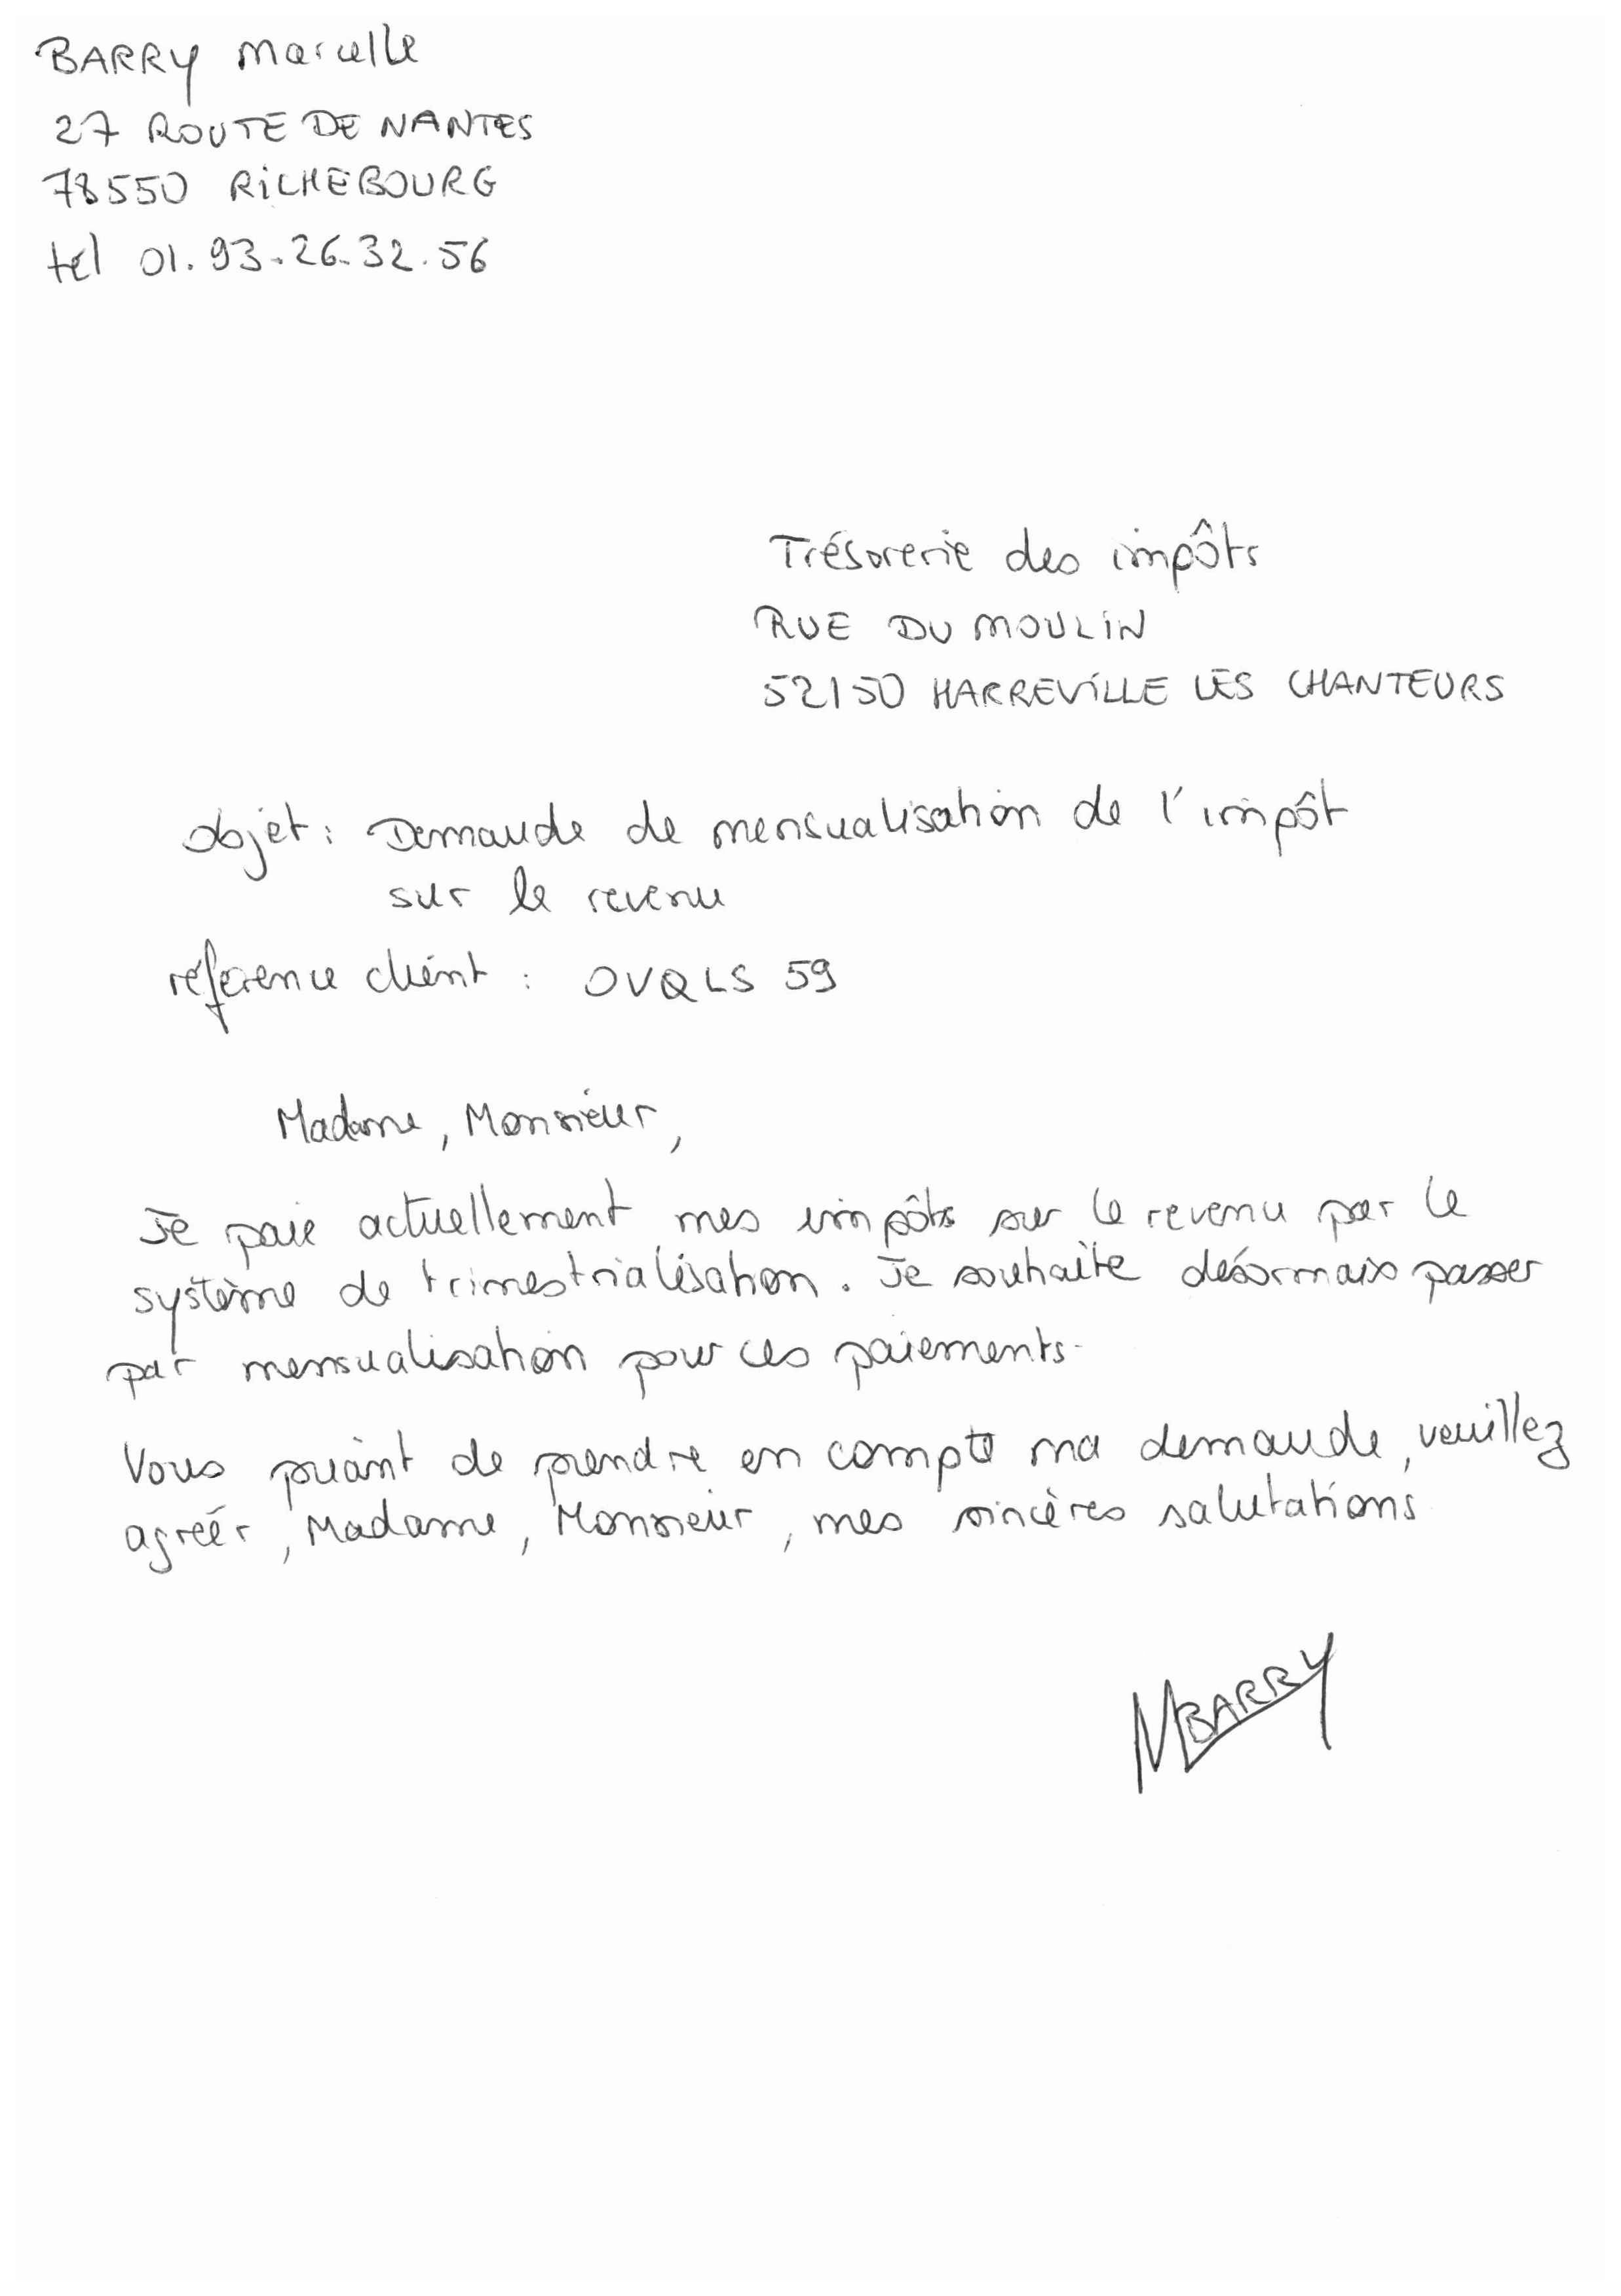 BARRY Marcelle
27 ROUTE DE NANTES
78550 RICHEBOURG
tél 01.93.26.32.56
Trésorerie des impôts
RUE DU MOULIN
52150 HARREVILLE LES CHANTEURS
Objet : Demande de mensualisation de l'impôt
sur le revenu
référence client : OVQLS 59
Madame, Monsieur,
Je paie actuellement mes impôts sur le revenu par le
système de trimestrialisation. Je souhaite désormais passer
par mensualisation pour ces paiements.
Vous priant de prendre en compte ma demande, veuillez
agréer, Madame, Monsieur, mes sincères salutations
MBARRY